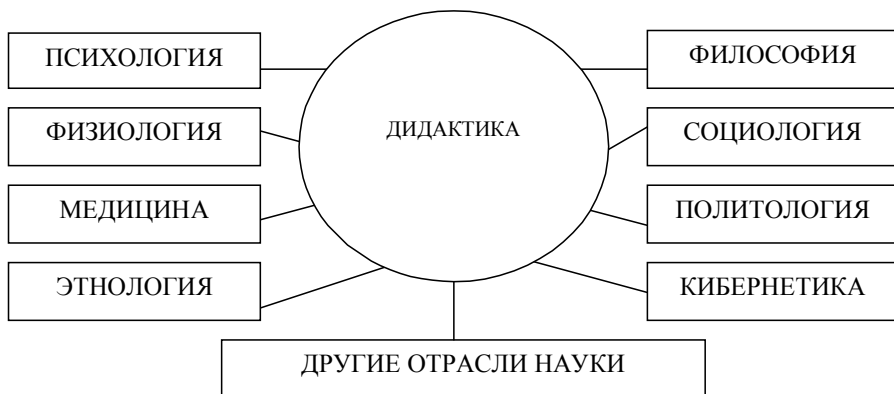 ПСИХОЛОГИЯ
ФИЗИОЛОГИЯ
МЕДИЦИНА
ЭТНОЛОГИЯ
ДИДАКТИКА
ФИЛОСОФИЯ
СОЦИОЛОГИЯ
ПОЛИТОЛОГИЯ
КИБЕРНЕТИКА
ДРУГИЕ ОТРАСЛИ НАУКИ